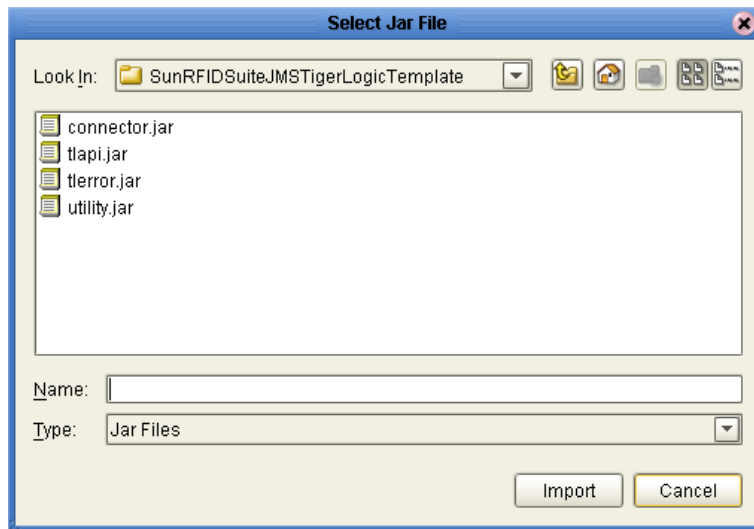 Select Jar File
Look In: SunRFIDSuiteJMSTigerLogicTemplate
connector.jar
tlapi.jar
tlerror.jar
utility.jar
Name:
Type: Jar Files
Import Cancel